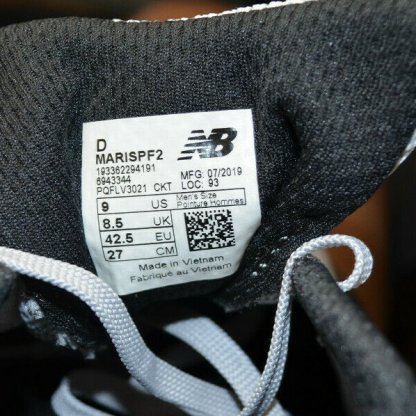 D
MARISPF2
NB
193362294191
6943344
PQFLV3021 CKT
MFG: 07/2019
LOC: 93
9 US Men's Size
Pointure Hommes
8.5 UK
42.5 EU
27 CM
Made in Vietnam
Fabriqué au Vietnam